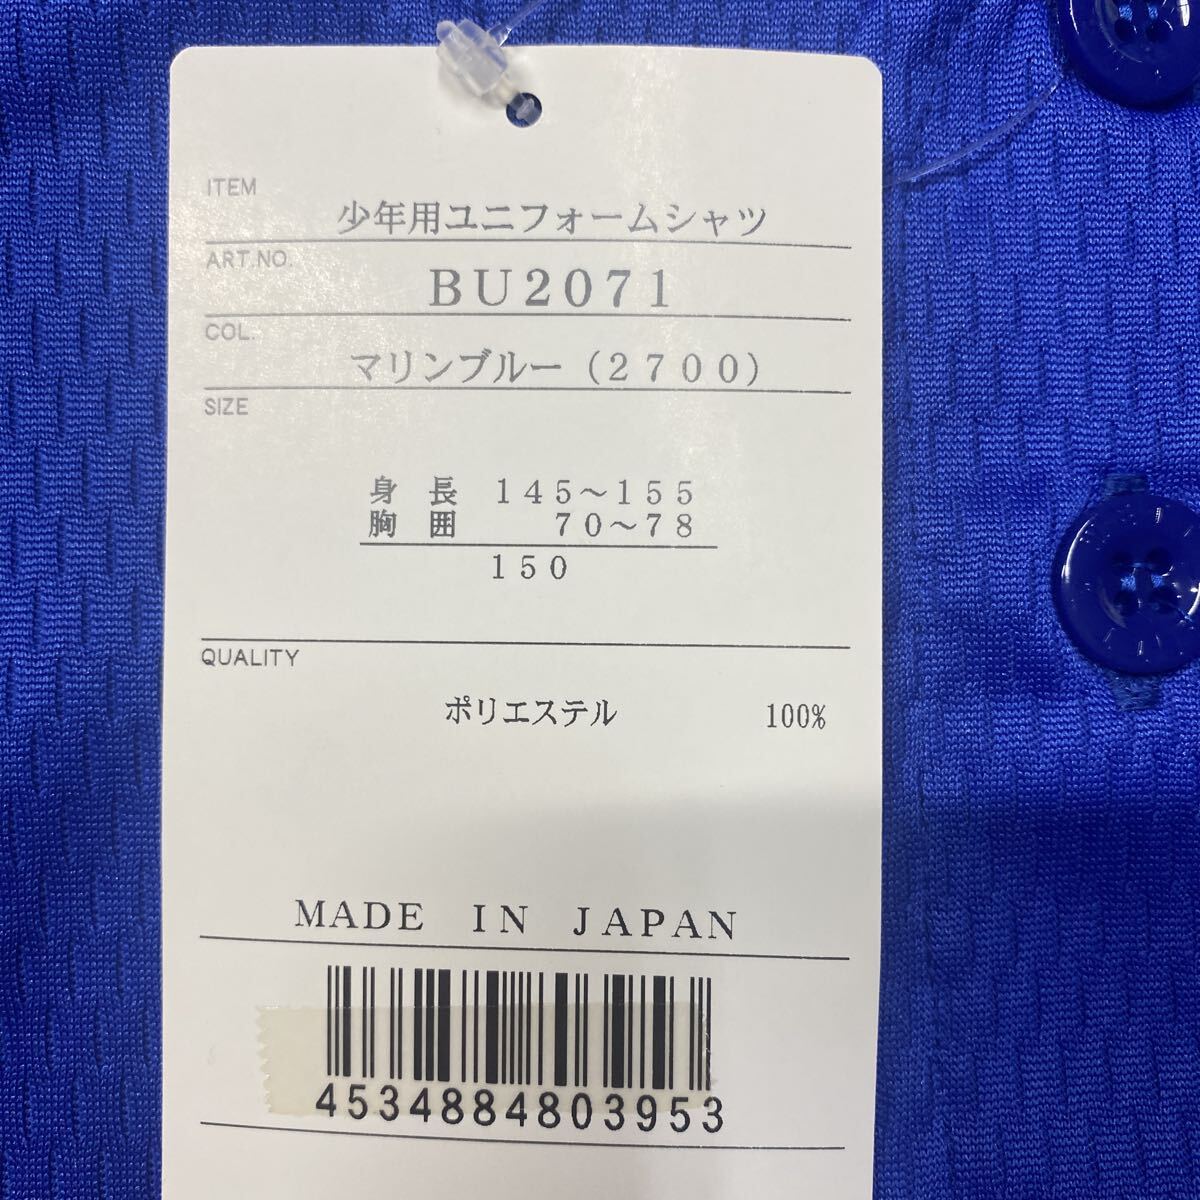 ITEM
少年用ユニフォームシャツ
ART.NO.
BU2071
COL.
マリンブルー（2700）
SIZE
身 長 145～155
胸 囲 70～78
150
QUALITY
ポリエステル 100%
MADE IN JAPAN
4534884803953